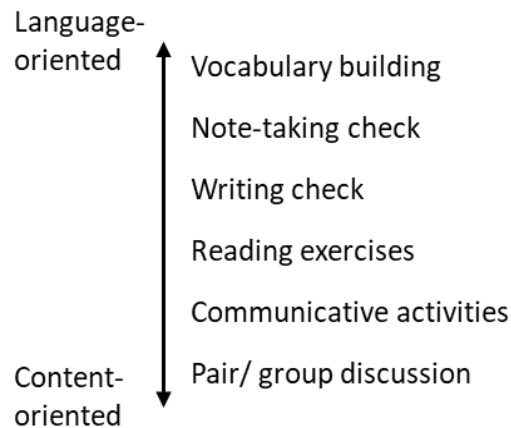 Language-
oriented
Vocabulary building
Note-taking check
Writing check
Reading exercises
Communicative activities
Pair/ group discussion
Content-
oriented